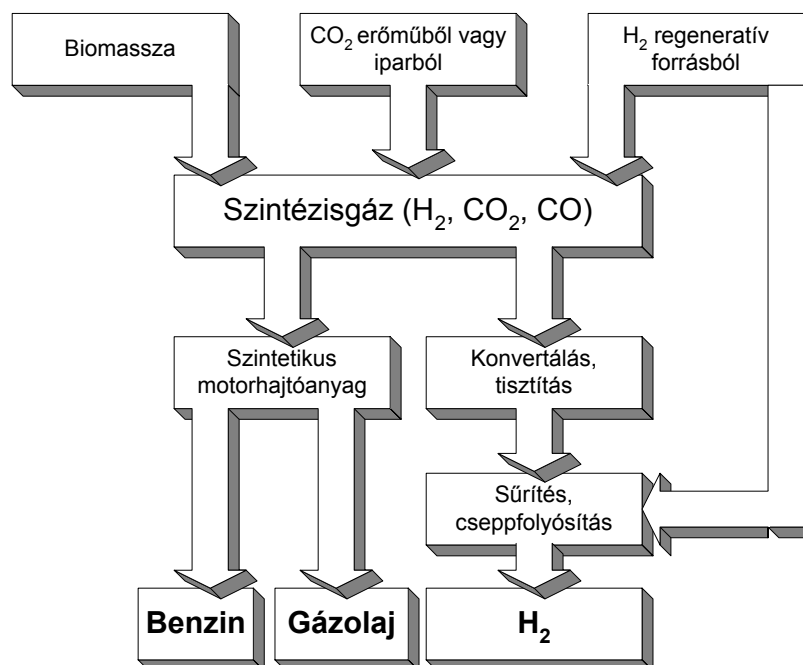 Biomassza
CO₂ erőműből vagy
iparból
H₂ regeneratív
forrásból
Szintézisgáz (H₂, CO₂, CO)
Szintetikus
motorhajtóanyag
Konvertálás,
tisztítás
Sűrítés,
cseppfolyósítás
Benzin
Gázolaj
H₂